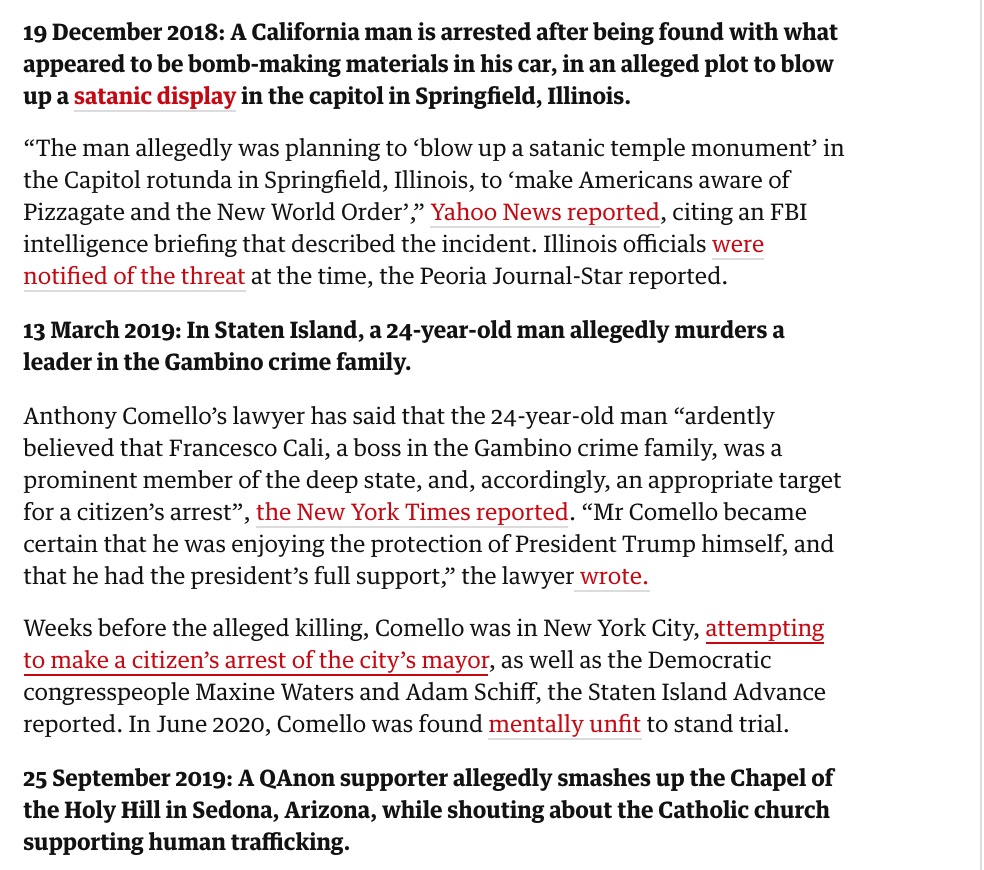 19 December 2018: A California man is arrested after being found with what
appeared to be bomb-making materials in his car, in an alleged plot to blow
up a satanic display in the capitol in Springfield, Illinois.
“The man allegedly was planning to ‘blow up a satanic temple monument’ in
the Capitol rotunda in Springfield, Illinois, to ‘make Americans aware of
Pizzagate and the New World Order’,” Yahoo News reported, citing an FBI
intelligence briefing that described the incident. Illinois officials were
notified of the threat at the time, the Peoria Journal-Star reported.
13 March 2019: In Staten Island, a 24-year-old man allegedly murders a
leader in the Gambino crime family.
Anthony Comello’s lawyer has said that the 24-year-old man “ardently
believed that Francesco Cali, a boss in the Gambino crime family, was a
prominent member of the deep state, and, accordingly, an appropriate target
for a citizen’s arrest”, the New York Times reported. “Mr Comello became
certain that he was enjoying the protection of President Trump himself, and
that he had the president’s full support,” the lawyer wrote.
Weeks before the alleged killing, Comello was in New York City, attempting
to make a citizen’s arrest of the city’s mayor, as well as the Democratic
congresspeople Maxine Waters and Adam Schiff, the Staten Island Advance
reported. In June 2020, Comello was found mentally unfit to stand trial.
25 September 2019: A QAnon supporter allegedly smashes up the Chapel of
the Holy Hill in Sedona, Arizona, while shouting about the Catholic church
supporting human trafficking.